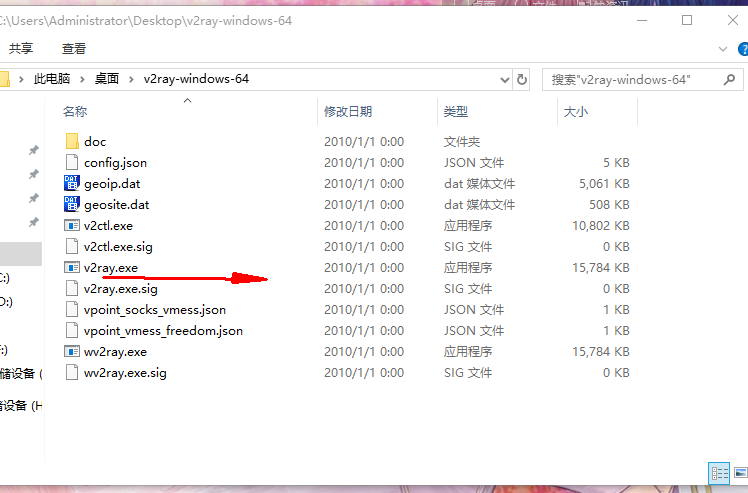 C:\Users\Administrator\Desktop\v2ray-windows-64
共享 查看
此电脑 桌面 v2ray-windows-64 搜索"v2ray-windows-64"
名称 修改日期 类型 大小
doc 2010/1/1 0:00 文件夹
config.json 2010/1/1 0:00 JSON 文件 5 KB
geoip.dat 2010/1/1 0:00 dat 媒体文件 5,061 KB
geosite.dat 2010/1/1 0:00 dat 媒体文件 508 KB
v2ctl.exe 2010/1/1 0:00 应用程序 10,802 KB
v2ctl.exe.sig 2010/1/1 0:00 SIG 文件 0 KB
v2ray.exe 2010/1/1 0:00 应用程序 15,784 KB
C:)
v2ray.exe.sig 2010/1/1 0:00 SIG 文件 0 KB
D:)
vpoint_socks_vmess.json 2010/1/1 0:00 JSON 文件 1 KB
vpoint_vmess_freedom.json 2010/1/1 0:00 JSON 文件 1 KB
F:)
wv2ray.exe 2010/1/1 0:00 应用程序 15,784 KB
储设备 (
wv2ray.exe.sig 2010/1/1 0:00 SIG 文件 0 KB
储设备 (H